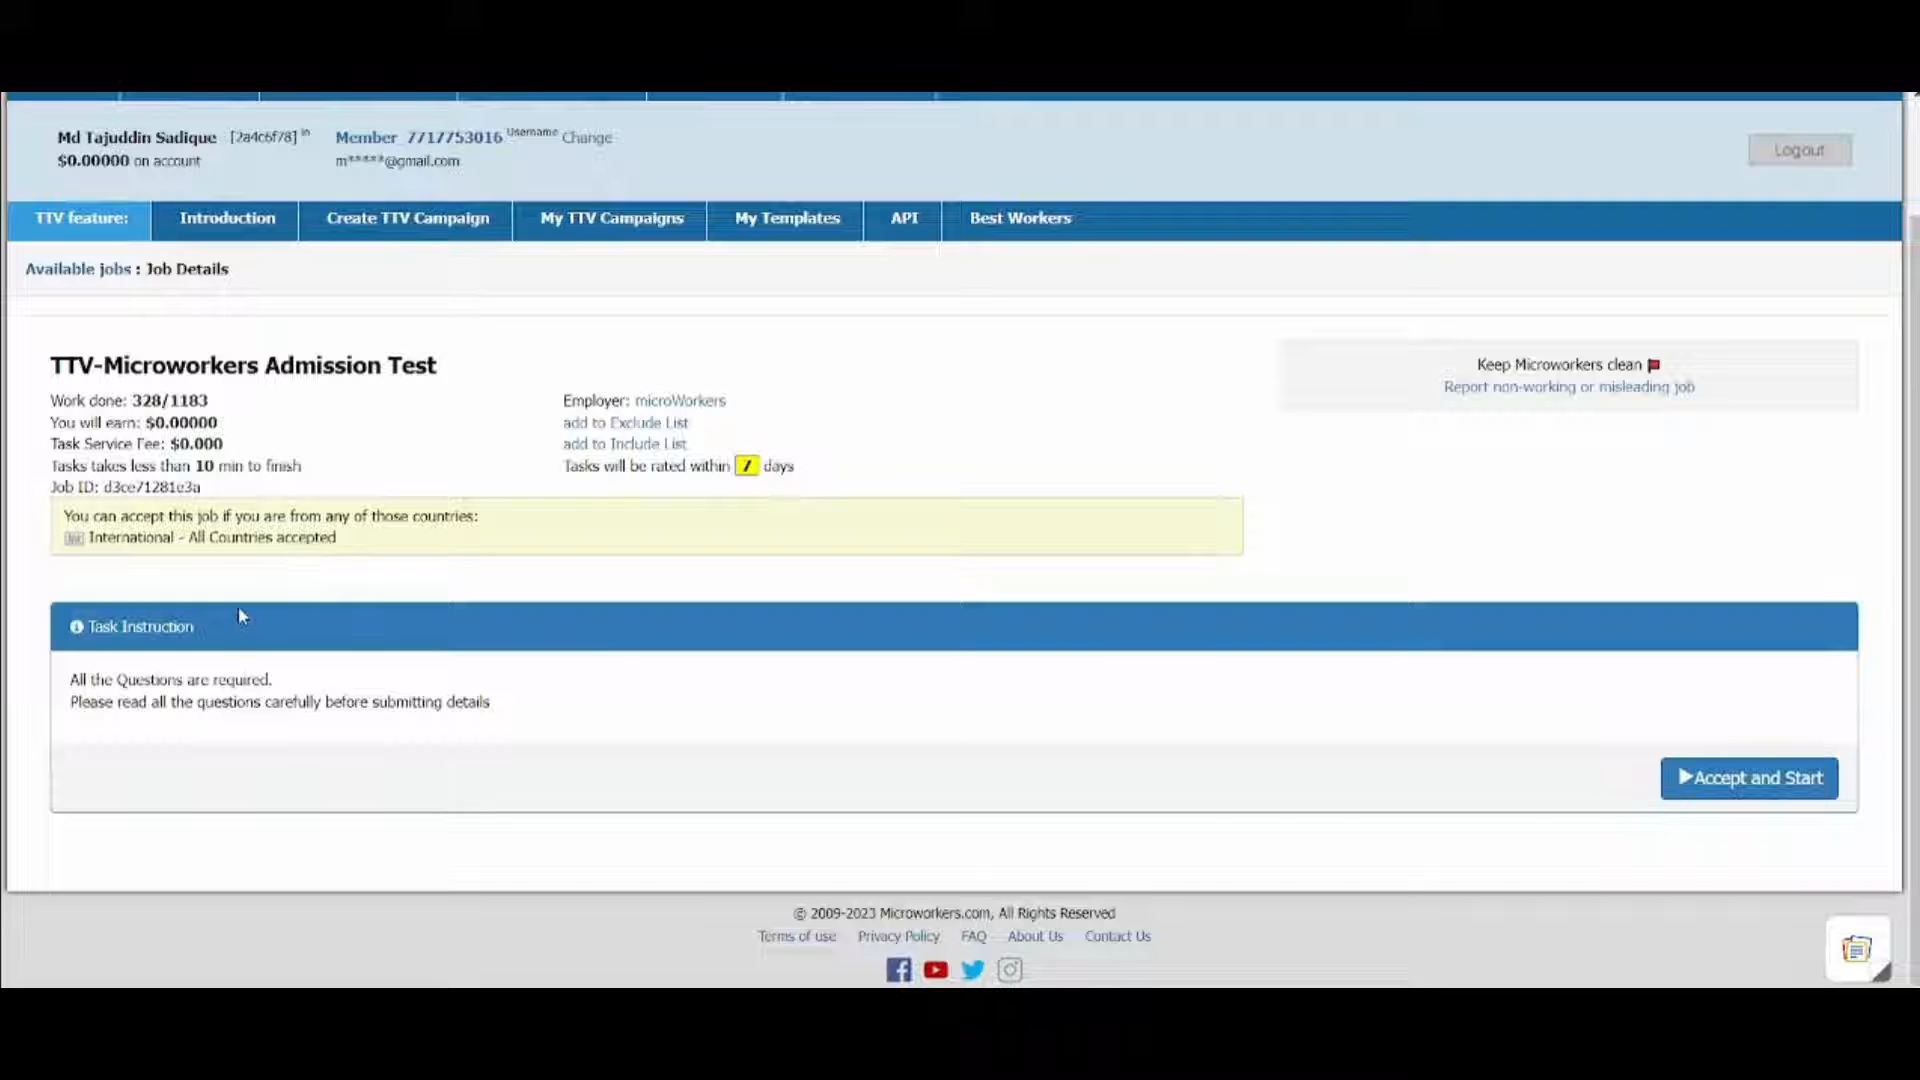 Md Tajuddin Sadique [2a4c6f78] in Member_7717753016 Username Change
$0.00000 on account m*****@gmail.com
Logout
TTV feature: Introduction Create TTV Campaign My TTV Campaigns My Templates API Best Workers
Available jobs : Job Details
TTV-Microworkers Admission Test
Keep Microworkers clean
Report non-working or misleading job
Work done: 328/1183
You will earn: $0.00000
Task Service Fee: $0.000
Tasks takes less than 10 min to finish
Job ID: d3ce71281e3a
Employer: microWorkers
add to Exclude List
add to Include List
Tasks will be rated within 7 days
You can accept this job if you are from any of those countries:
International - All Countries accepted
Task Instruction
All the Questions are required.
Please read all the questions carefully before submitting details
Accept and Start
© 2009-2023 Microworkers.com, All Rights Reserved
Terms of use Privacy Policy FAQ About Us Contact Us